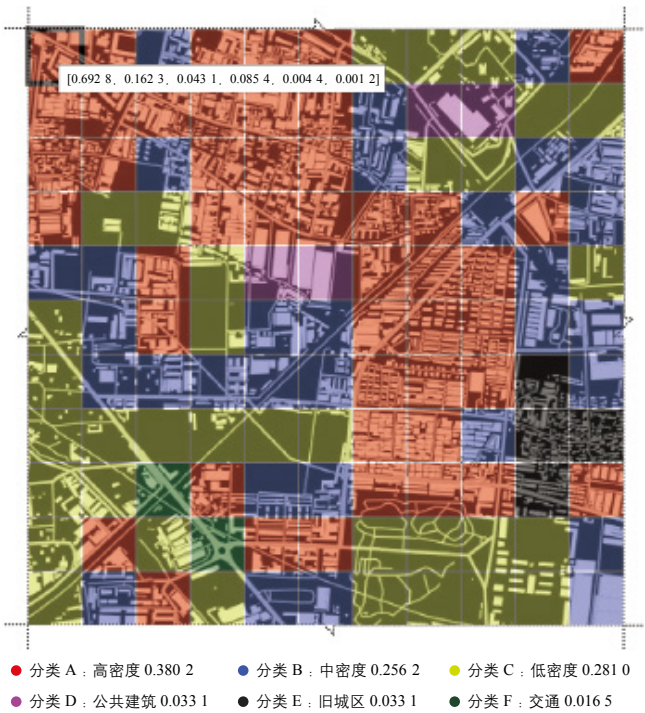 [0.692 8、0.162 3、0.043 1、0.085 4、0.004 4、0.001 2]
分类 A：高密度 0.380 2 分类 B：中密度 0.256 2 分类 C：低密度 0.281 0
分类 D：公共建筑 0.033 1 分类 E：旧城区 0.033 1 分类 F：交通 0.016 5